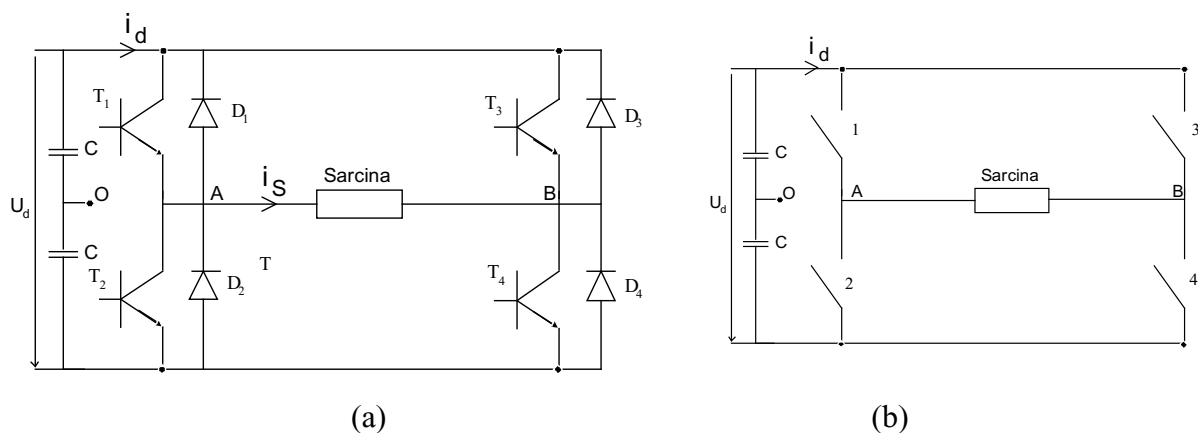 i_d
T_1
D_1
T_3
D_3
C
U_d
O
i_S
A
Sarcina
B
C
T_2
D_2
T
T_4
D_4
(a)
i_d
1
3
C
U_d
O
A
Sarcina
B
C
2
4
(b)